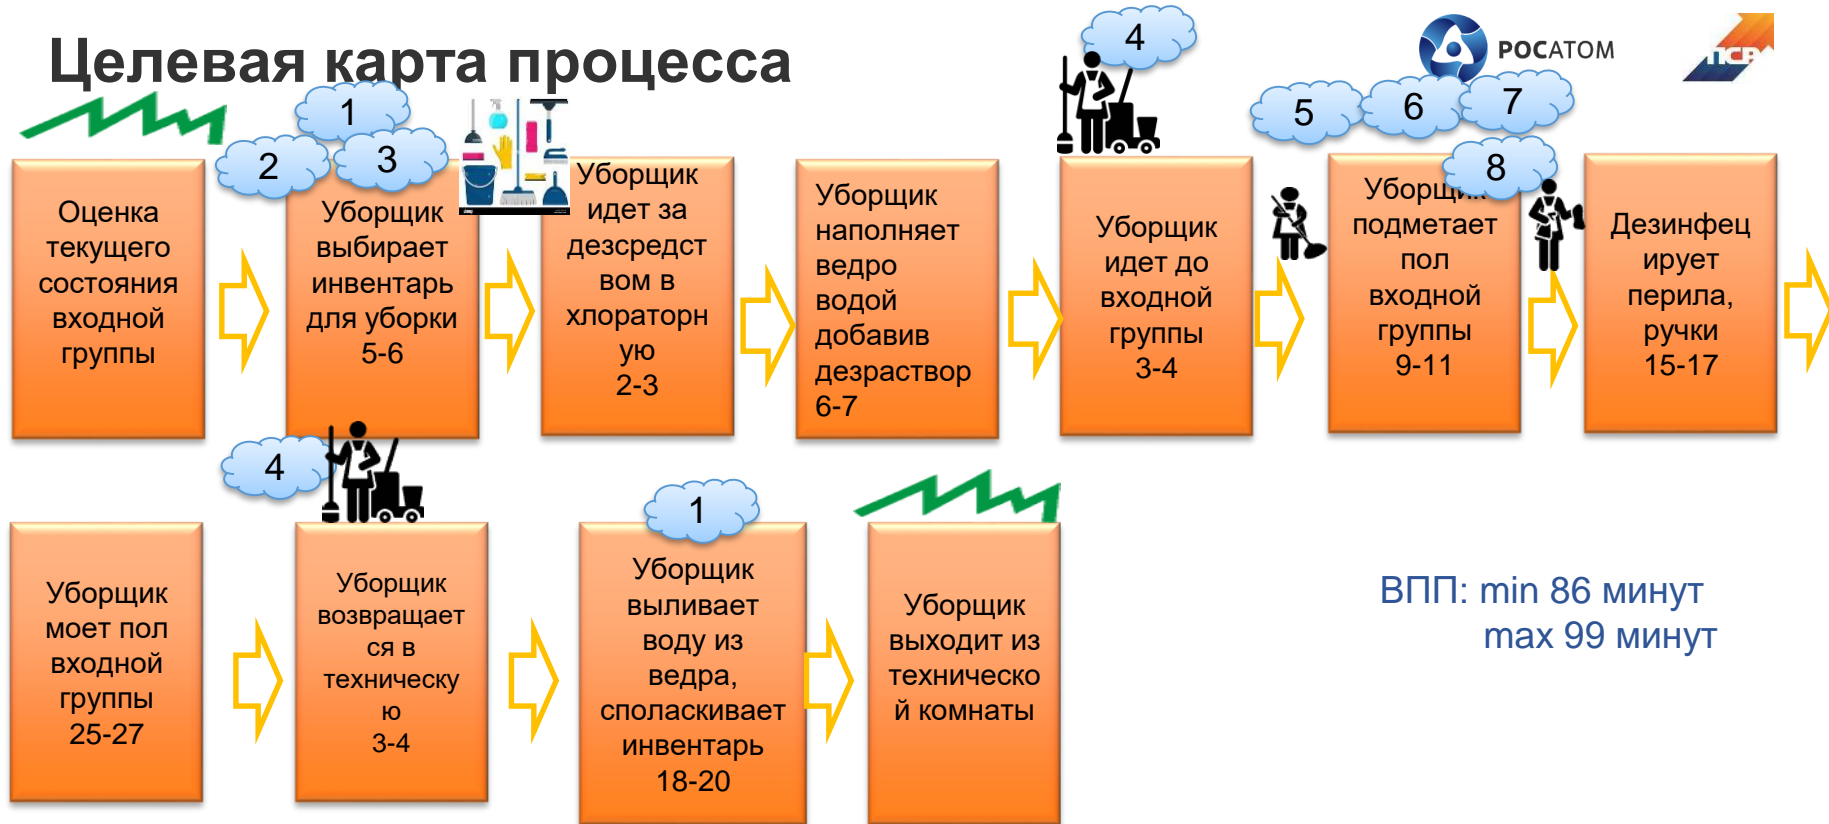 Целевая карта процесса
РОСАТОМ
ПСР
1
2
3
4
5
6
7
8
Оценка
текущего
состояния
входной
группы
Уборщик
выбирает
инвентарь
для уборки
5-6
Уборщик
идет за
дезсредст
вом в
хлораторн
ую
2-3
Уборщик
наполняет
ведро
водой
добавив
дезраствор
6-7
Уборщик
идет до
входной
группы
3-4
Уборщик
подметает
пол
входной
группы
9-11
Дезинфец
ирует
перила,
ручки
15-17
4
1
Уборщик
моет пол
входной
группы
25-27
Уборщик
возвращает
ся в
техническу
ю
3-4
Уборщик
выливает
воду из
ведра,
споласкивает
инвентарь
18-20
Уборщик
выходит из
техническо
й комнаты
ВПП: min 86 минут
max 99 минут